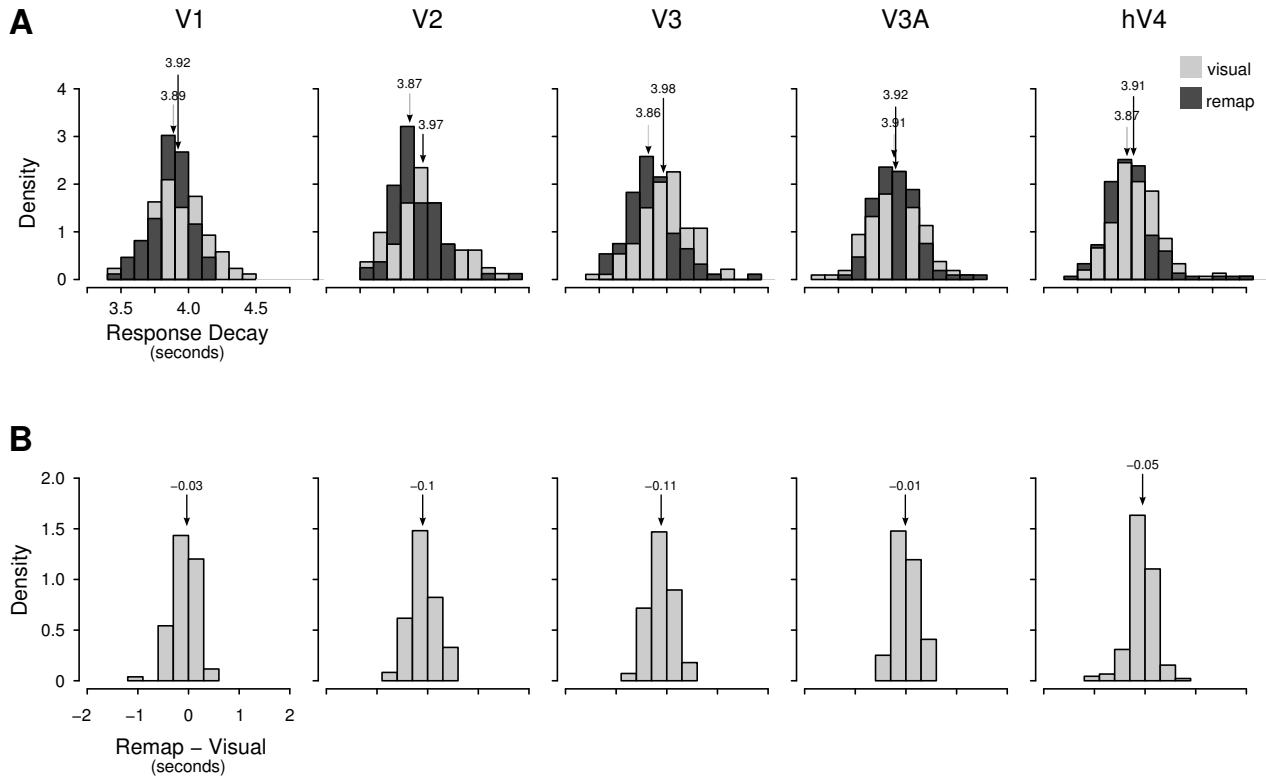 A
V1 V2 V3 V3A hV4
visual
remap
3.92
3.89
3.87
3.97
3.98
3.86
3.92
3.91
3.91
3.87
4
3
2
1
0
Density
3.5 4.0 4.5
Response Decay
(seconds)
B
2.0
1.5
1.0
0.5
0
Density
−0.03 −0.1 −0.11 −0.01 −0.05
−2 −1 0 1 2
Remap − Visual
(seconds)